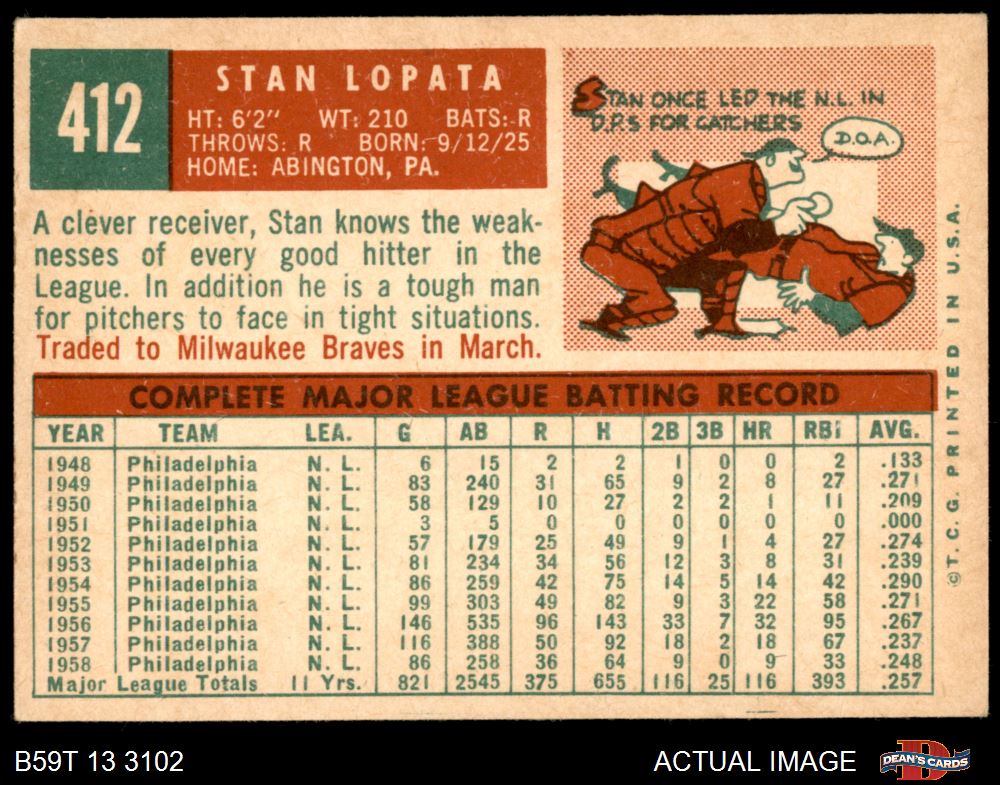 412
STAN LOPATA
HT: 6'2" WT: 210 BATS: R
THROWS: R BORN: 9/12/25
HOME: ABINGTON, PA.
STAN ONCE LED THE N.L. IN
D.P.S FOR CATCHERS
D.O.A.
A clever receiver, Stan knows the weak-
nesses of every good hitter in the
League. In addition he is a tough man
for pitchers to face in tight situations.
Traded to Milwaukee Braves in March.
COMPLETE MAJOR LEAGUE BATTING RECORD
YEAR TEAM LEA. G AB R H 2B 3B HR RBI AVG.
1948 Philadelphia N. L. 6 15 2 2 1 0 0 2 .133
1949 Philadelphia N. L. 83 240 31 65 9 2 8 27 .271
1950 Philadelphia N. L. 58 129 10 27 2 2 1 11 .209
1951 Philadelphia N. L. 3 5 0 0 0 0 0 0 .000
1952 Philadelphia N. L. 57 179 25 49 9 1 4 27 .274
1953 Philadelphia N. L. 81 234 34 56 12 3 8 31 .239
1954 Philadelphia N. L. 86 259 42 75 14 5 14 42 .290
1955 Philadelphia N. L. 99 303 49 82 9 3 22 58 .271
1956 Philadelphia N. L. 146 535 96 143 33 7 32 95 .267
1957 Philadelphia N. L. 116 388 50 92 18 2 18 67 .237
1958 Philadelphia N. L. 86 258 36 64 9 0 9 33 .248
Major League Totals 11 Yrs. 821 2545 375 655 116 25 116 393 .257
©T.C.G. PRINTED IN U.S.A.
B59T 13 3102
ACTUAL IMAGE
D
DEAN'S CARDS